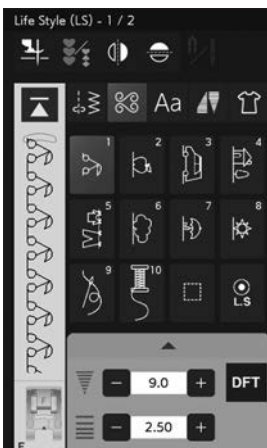 Life Style (LS) - 1 / 2
Aa
1 2 3 4
5 6 7 8
9 10
L.S
- 9.0 + DFT
- 2.50 +
F